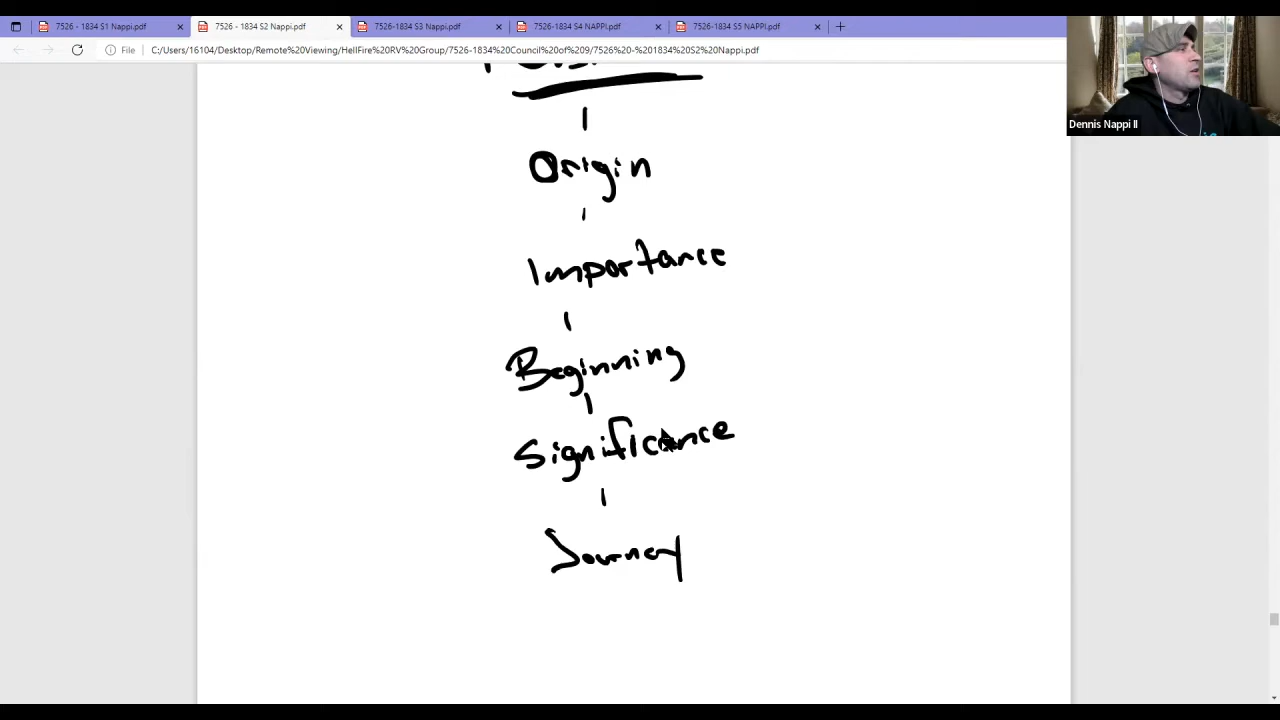 7526 - 1834 S1 Nappi.pdf
7526 - 1834 S2 Nappi.pdf
7526-1834 S3 Nappi.pdf
7526-1834 S4 NAPPI.pdf
7526-1834 S5 NAPPI.pdf
File
C:/Users/16104/Desktop/Remote%20Viewing/HellFire%20RV%20Group/7526-1834%20Council%20of%209/7526%20-%201834%20S2%20Nappi.pdf
Dennis Nappi II
Origin
Importance
Beginning
Significance
Journey